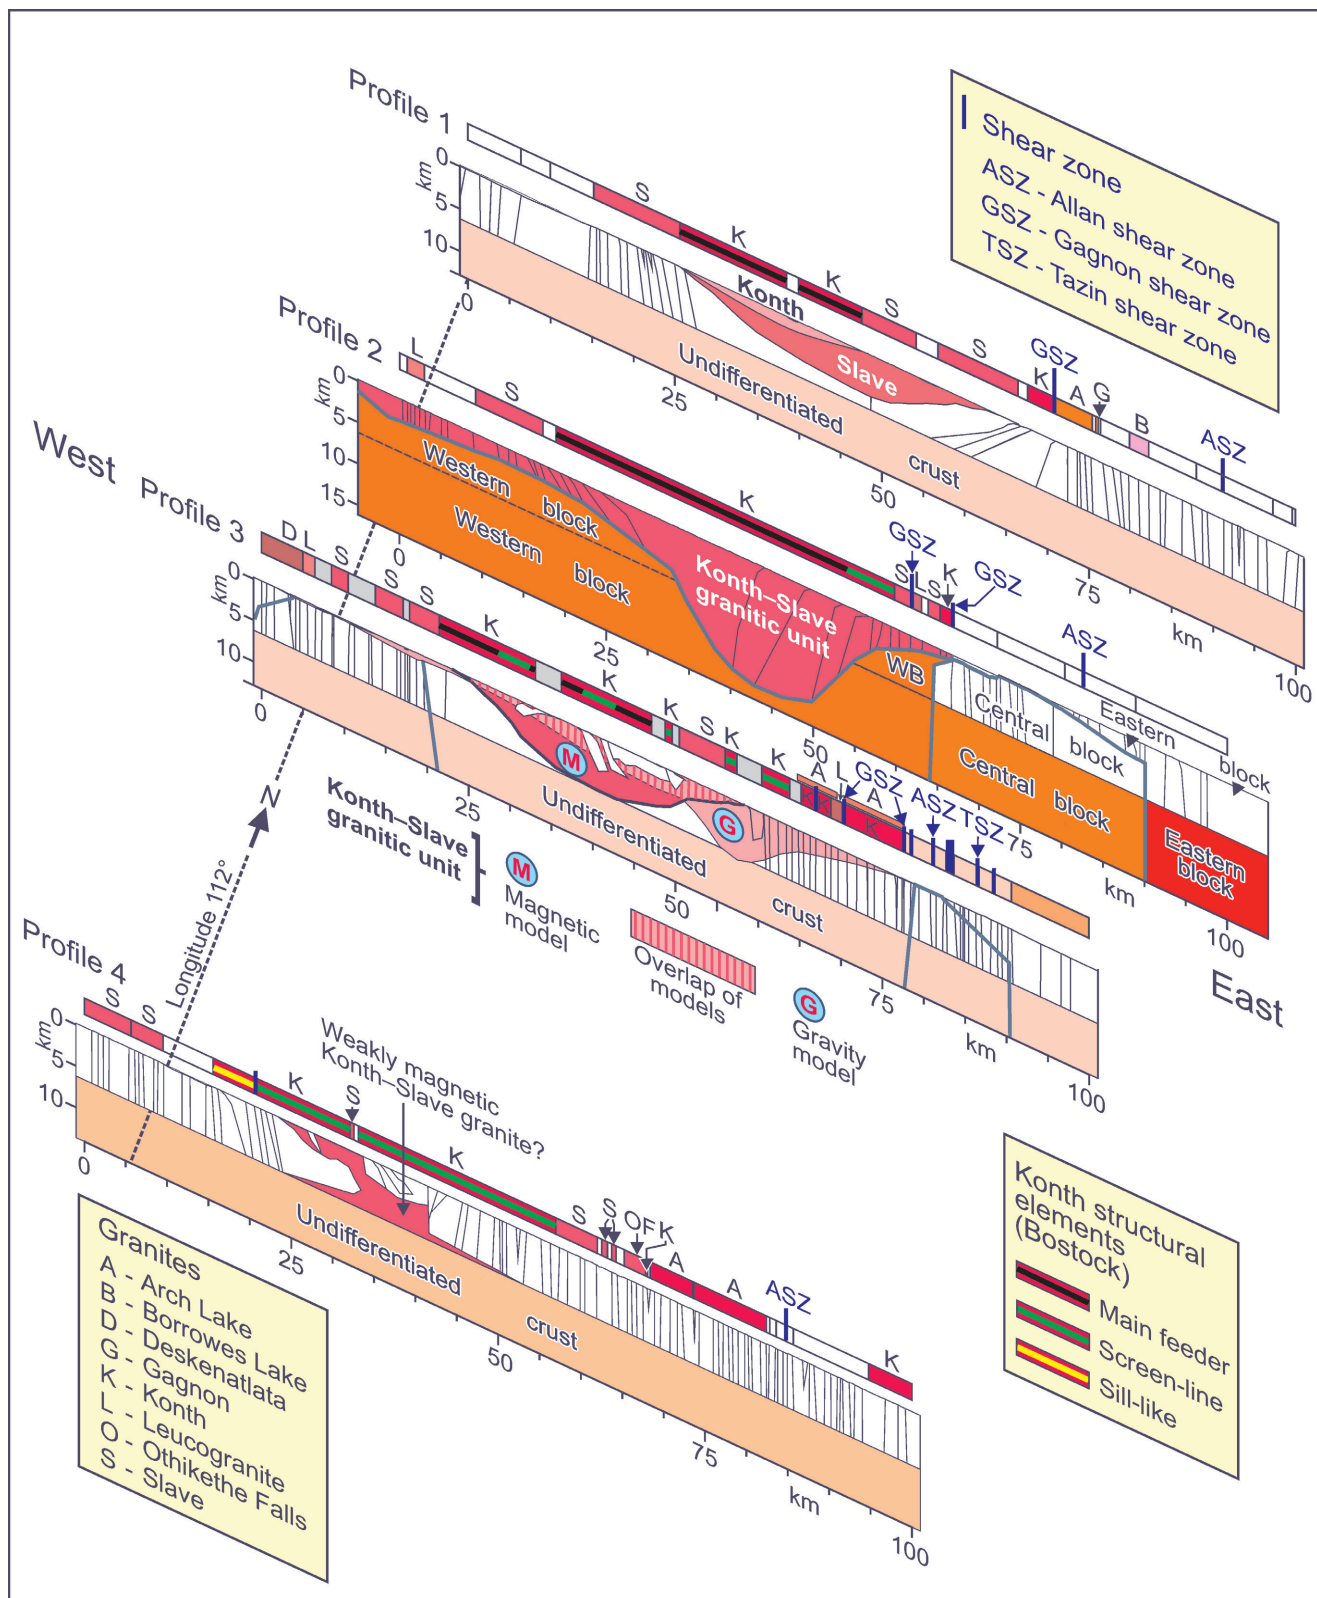 Profile 1
0
km
5
10
S
K
K
S
S
GSZ
K
A
G
B
ASZ
Konth
Slave
Undifferentiated
crust
0
25
50
75
km
100
Shear zone
ASZ - Allan shear zone
GSZ - Gagnon shear zone
TSZ - Tazin shear zone
Profile 2
0
km
5
10
15
L
S
K
GSZ
S
L
S
K
GSZ
ASZ
Western
block
Western
block
Konth–Slave
granitic unit
WB
Central
block
Eastern
block
Central
block
Eastern
block
0
25
50
75
km
100
West
East
Profile 3
0
km
5
10
D
L
S
S
S
K
K
K
S
K
K
A
K
K
L
GSZ
A
K
ASZ
TSZ
M
G
Undifferentiated
crust
0
25
50
75
km
100
Konth–Slave
granitic unit
M
Magnetic
model
Overlap of
models
G
Gravity
model
N
Longitude 112°
Profile 4
0
km
5
10
S
S
K
S
K
S
S
OF
K
A
A
ASZ
K
Weakly magnetic
Konth–Slave granite?
Undifferentiated
crust
0
25
50
75
km
100
Granites
A - Arch Lake
B - Borrowes Lake
D - Deskenatlata
G - Gagnon
K - Konth
L - Leucogranite
O - Othikethe Falls
S - Slave
Konth structural
elements
(Bostock)
Main feeder
Screen-line
Sill-like